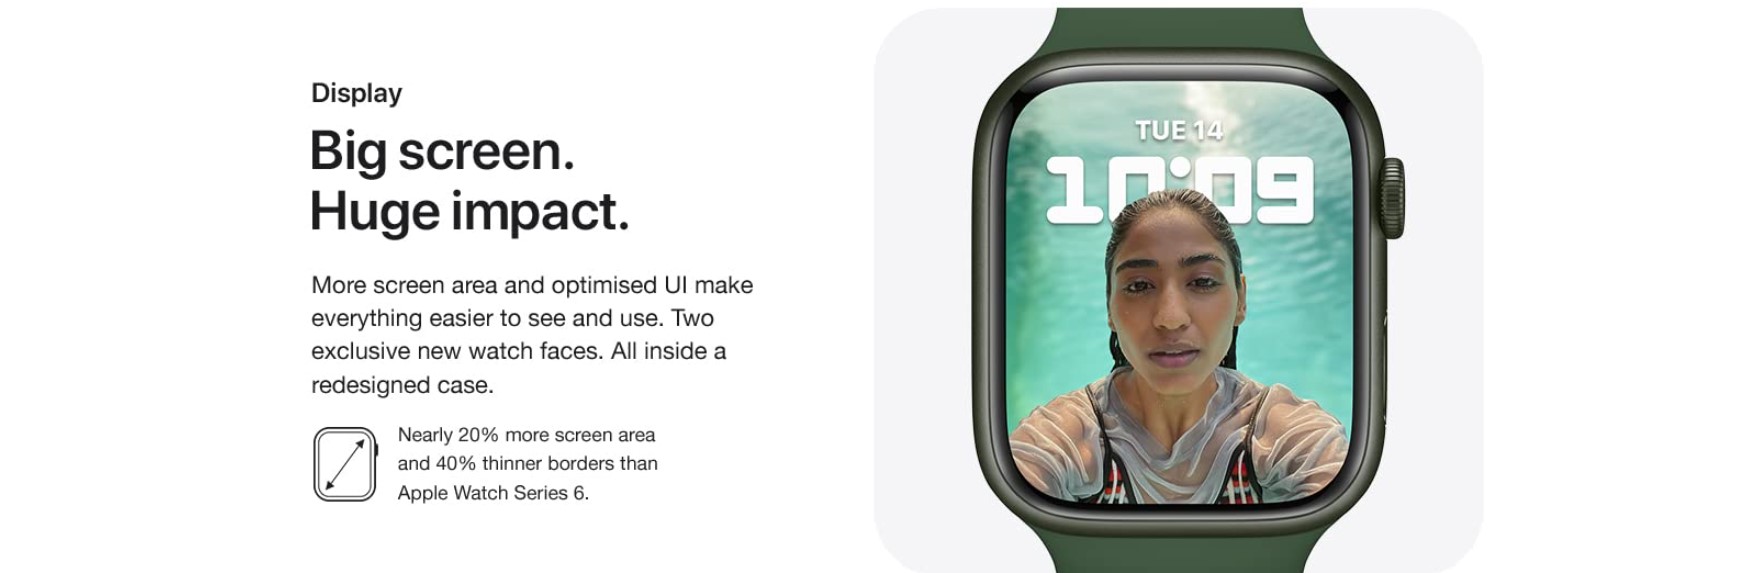 Display
Big screen.
Huge impact.
More screen area and optimised UI make
everything easier to see and use. Two
exclusive new watch faces. All inside a
redesigned case.
Nearly 20% more screen area
and 40% thinner borders than
Apple Watch Series 6.
TUE 14
10:09